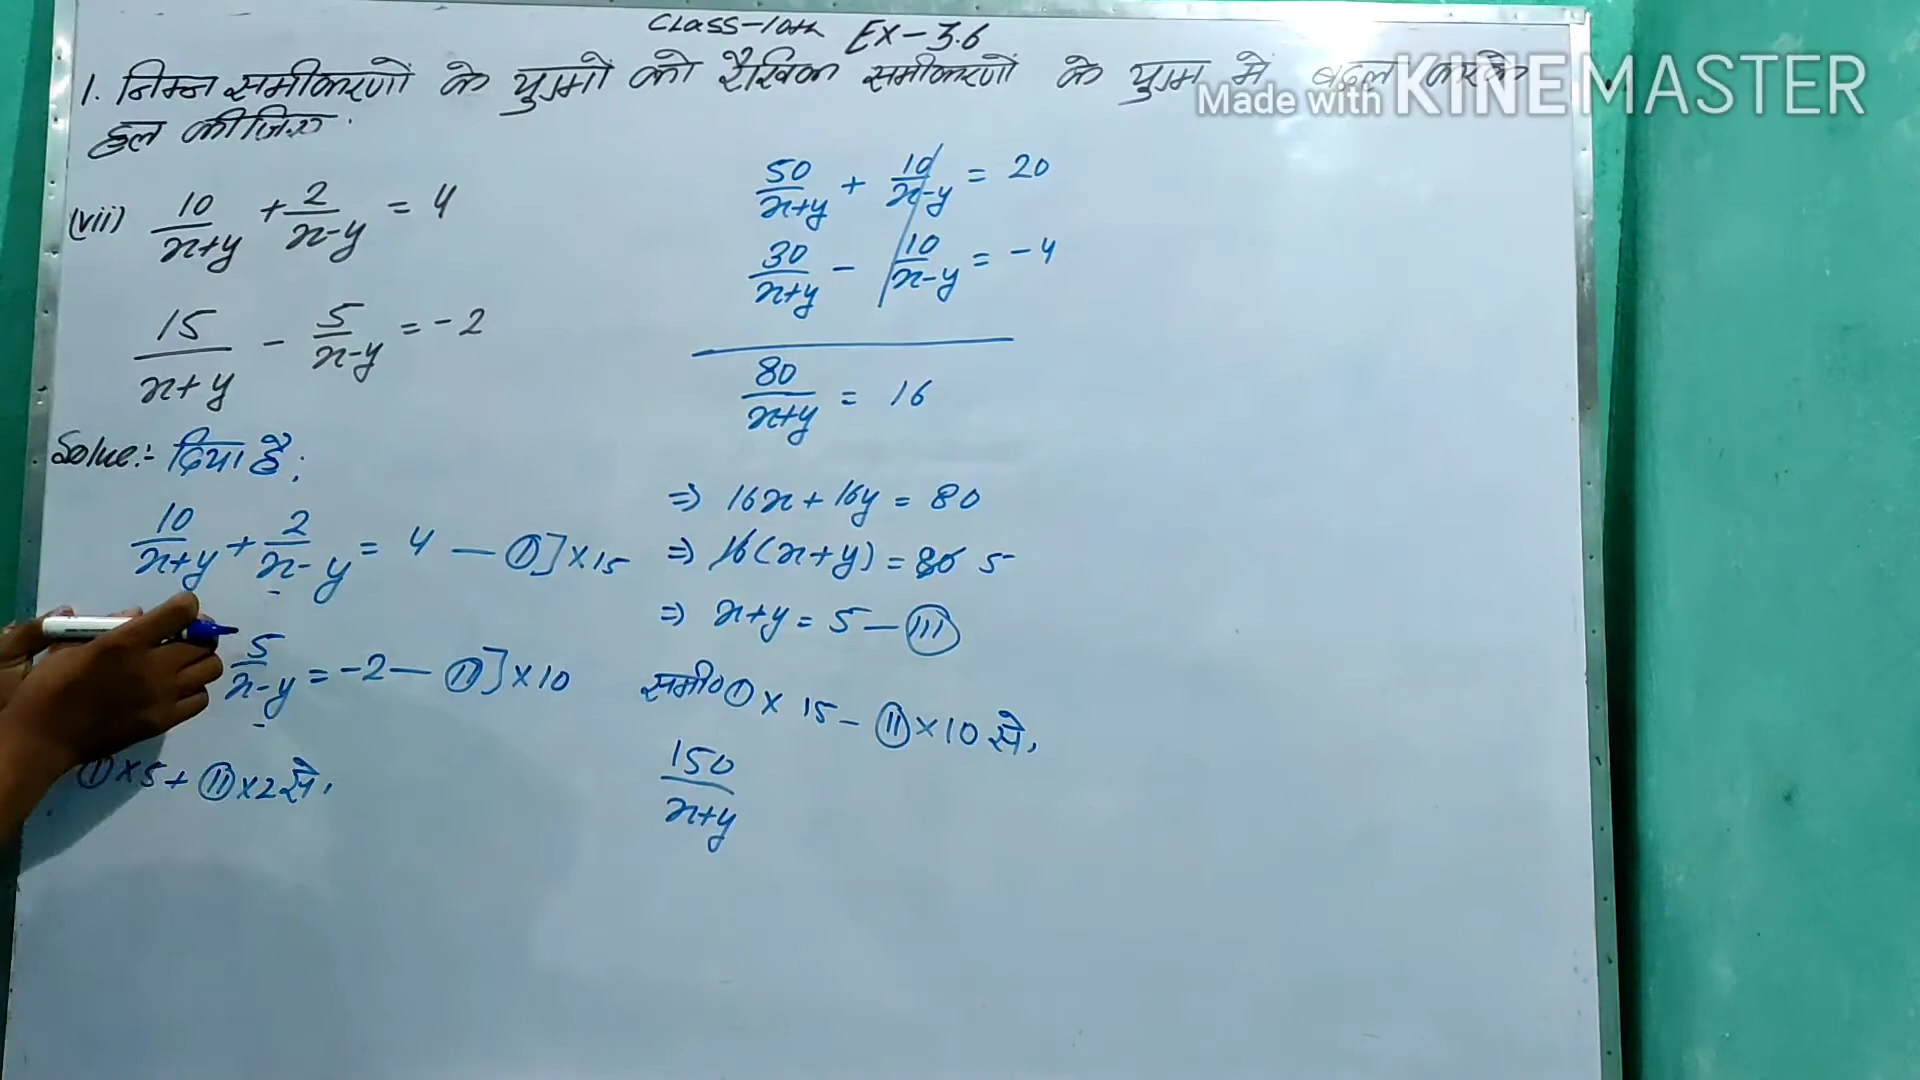 CLASS-10th EX-3.6
1. निम्न समीकरणों के युग्मों को रैखिक समीकरणों के युग्म में बदल करके
हल कीजिए.
(vii) 10/(x+y) + 2/(x-y) = 4
15/(x+y) - 5/(x-y) = -2
Solve:- दिया है;
10/(x+y) + 2/(x-y) = 4 — (I)] × 15
5/(x-y) = -2 — (II)] × 10
(I) × 5 + (II) × 2 से,
50/(x+y) + 10/(x-y) = 20
30/(x+y) - 10/(x-y) = -4
80/(x+y) = 16
⇒ 16x + 16y = 80
⇒ 16(x+y) = 80 5
⇒ x+y = 5 — (III)
समी० (I) × 15 - (II) × 10 से,
150/(x+y)
Made with KINEMASTER